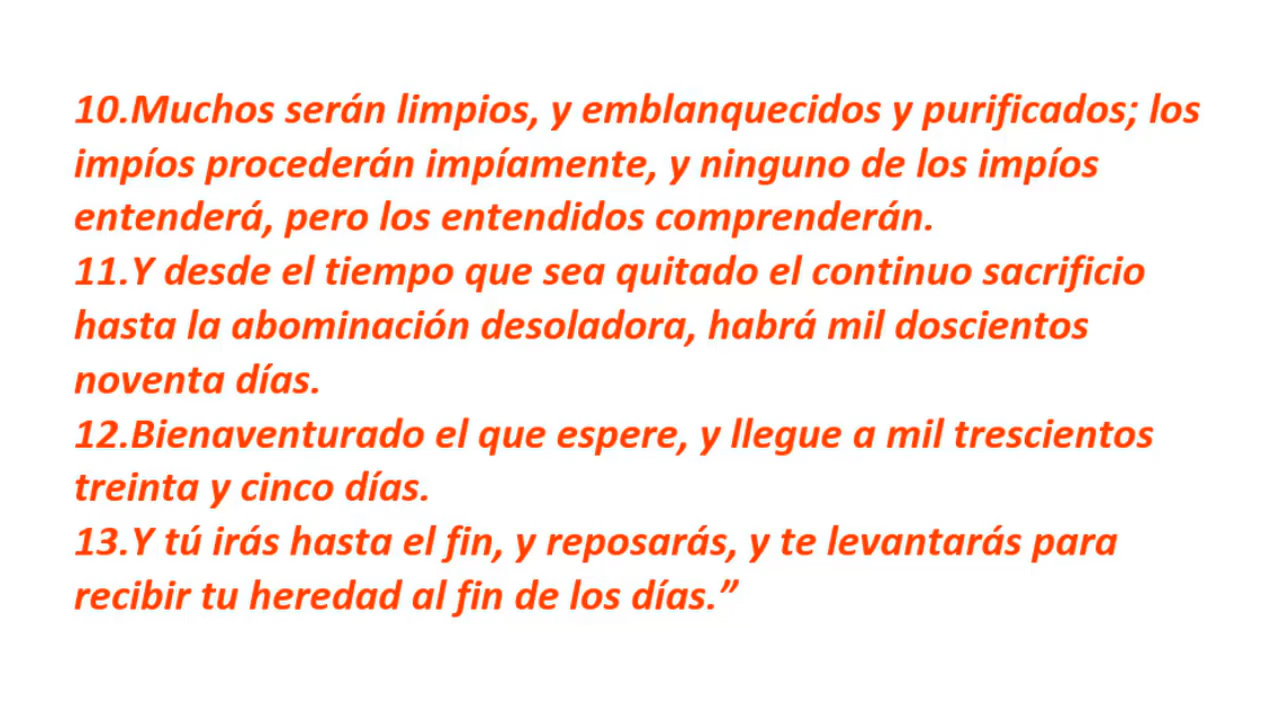 10.Muchos serán limpios, y emblanquecidos y purificados; los
impíos procederán impíamente, y ninguno de los impíos
entenderá, pero los entendidos comprenderán.
11.Y desde el tiempo que sea quitado el continuo sacrificio
hasta la abominación desoladora, habrá mil doscientos
noventa días.
12.Bienaventurado el que espere, y llegue a mil trescientos
treinta y cinco días.
13.Y tú irás hasta el fin, y reposarás, y te levantarás para
recibir tu heredad al fin de los días.”